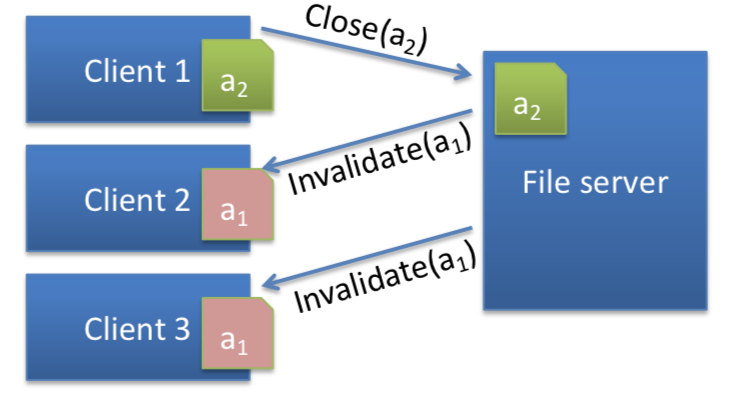 Close(a₂)
Client 1
a₂
a₂
Invalidate(a₁)
Client 2
a₁
File server
Invalidate(a₁)
Client 3
a₁